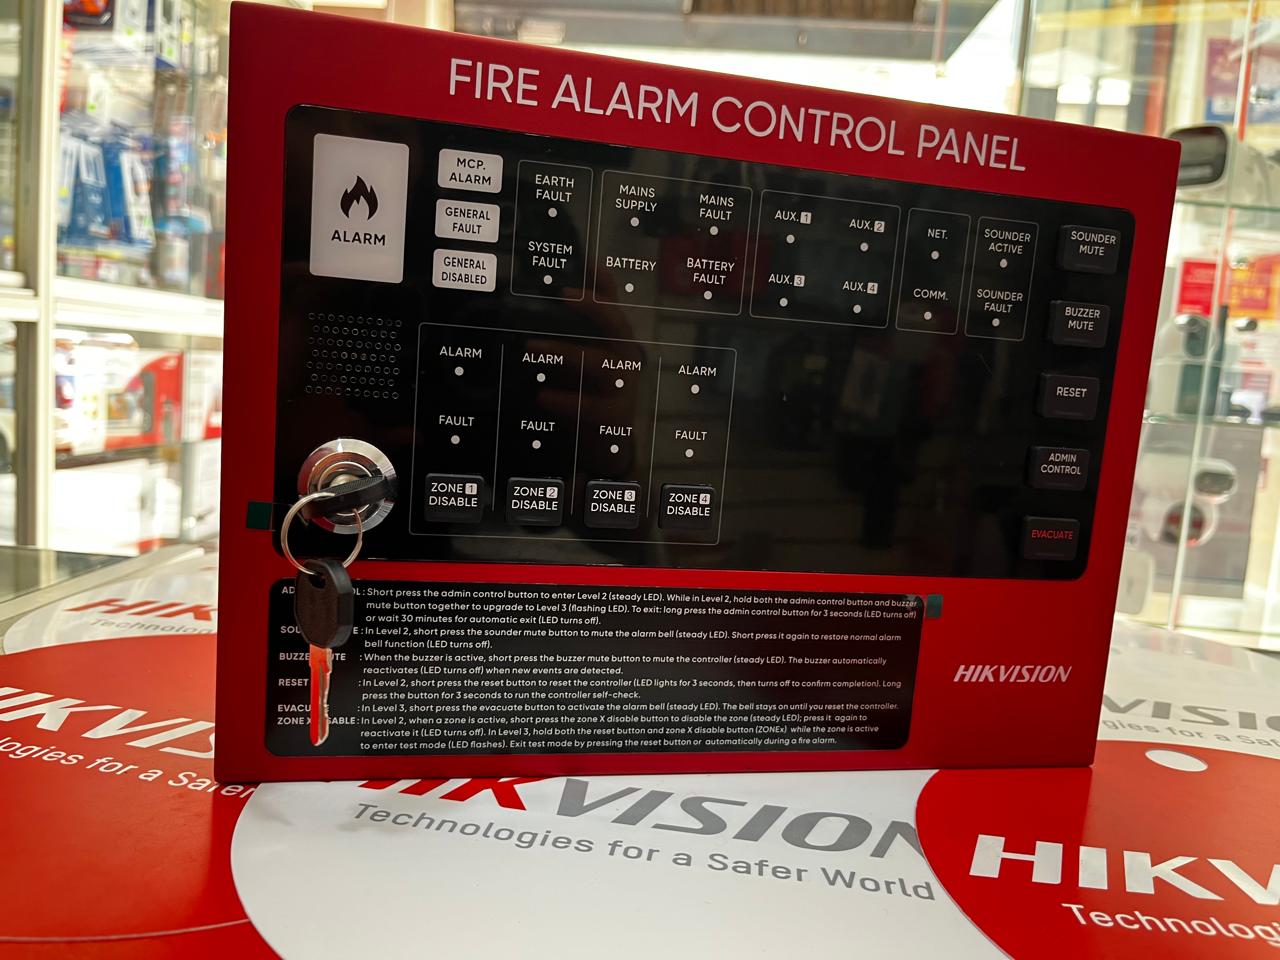 FIRE ALARM CONTROL PANEL
ALARM
MCP.
ALARM
GENERAL
FAULT
GENERAL
DISABLED
EARTH
FAULT
SYSTEM
FAULT
MAINS
SUPPLY
MAINS
FAULT
BATTERY
BATTERY
FAULT
AUX. 1
AUX. 2
AUX. 3
AUX. 4
NET.
COMM.
SOUNDER
ACTIVE
SOUNDER
FAULT
SOUNDER
MUTE
BUZZER
MUTE
RESET
ADMIN
CONTROL
EVACUATE
ALARM
ALARM
ALARM
ALARM
FAULT
FAULT
FAULT
FAULT
ZONE 1
DISABLE
ZONE 2
DISABLE
ZONE 3
DISABLE
ZONE 4
DISABLE
: Short press the admin control button to enter Level 2 (steady LED). While in Level 2, hold both the admin control button and buzzer
mute button together to upgrade to Level 3 (flashing LED). To exit: long press the admin control button for 3 seconds (LED turns off)
or wait 30 minutes for automatic exit (LED turns off).
: In Level 2, short press the sounder mute button to mute the alarm bell (steady LED). Short press it again to restore normal alarm
bell function (LED turns off).
BUZZER MUTE : When the buzzer is active, short press the buzzer mute button to mute the controller (steady LED). The buzzer automatically
reactivates (LED turns off) when new events are detected.
RESET : In Level 2, short press the reset button to reset the controller (LED lights for 3 seconds, then turns off to confirm completion). Long
press the button for 3 seconds to run the controller self-check.
: In Level 3, short press the evacuate button to activate the alarm bell (steady LED). The bell stays on until you reset the controller.
ZONE X : In Level 2, when a zone is active, short press the zone X disable button to disable the zone (steady LED); press it again to
reactivate it (LED turns off). In Level 3, hold both the reset button and zone X disable button (ZONEx) while the zone is active
to enter test mode (LED flashes). Exit test mode by pressing the reset button or automatically during a fire alarm.
HIKVISION
HIKVISION
Technologies for a Safer World